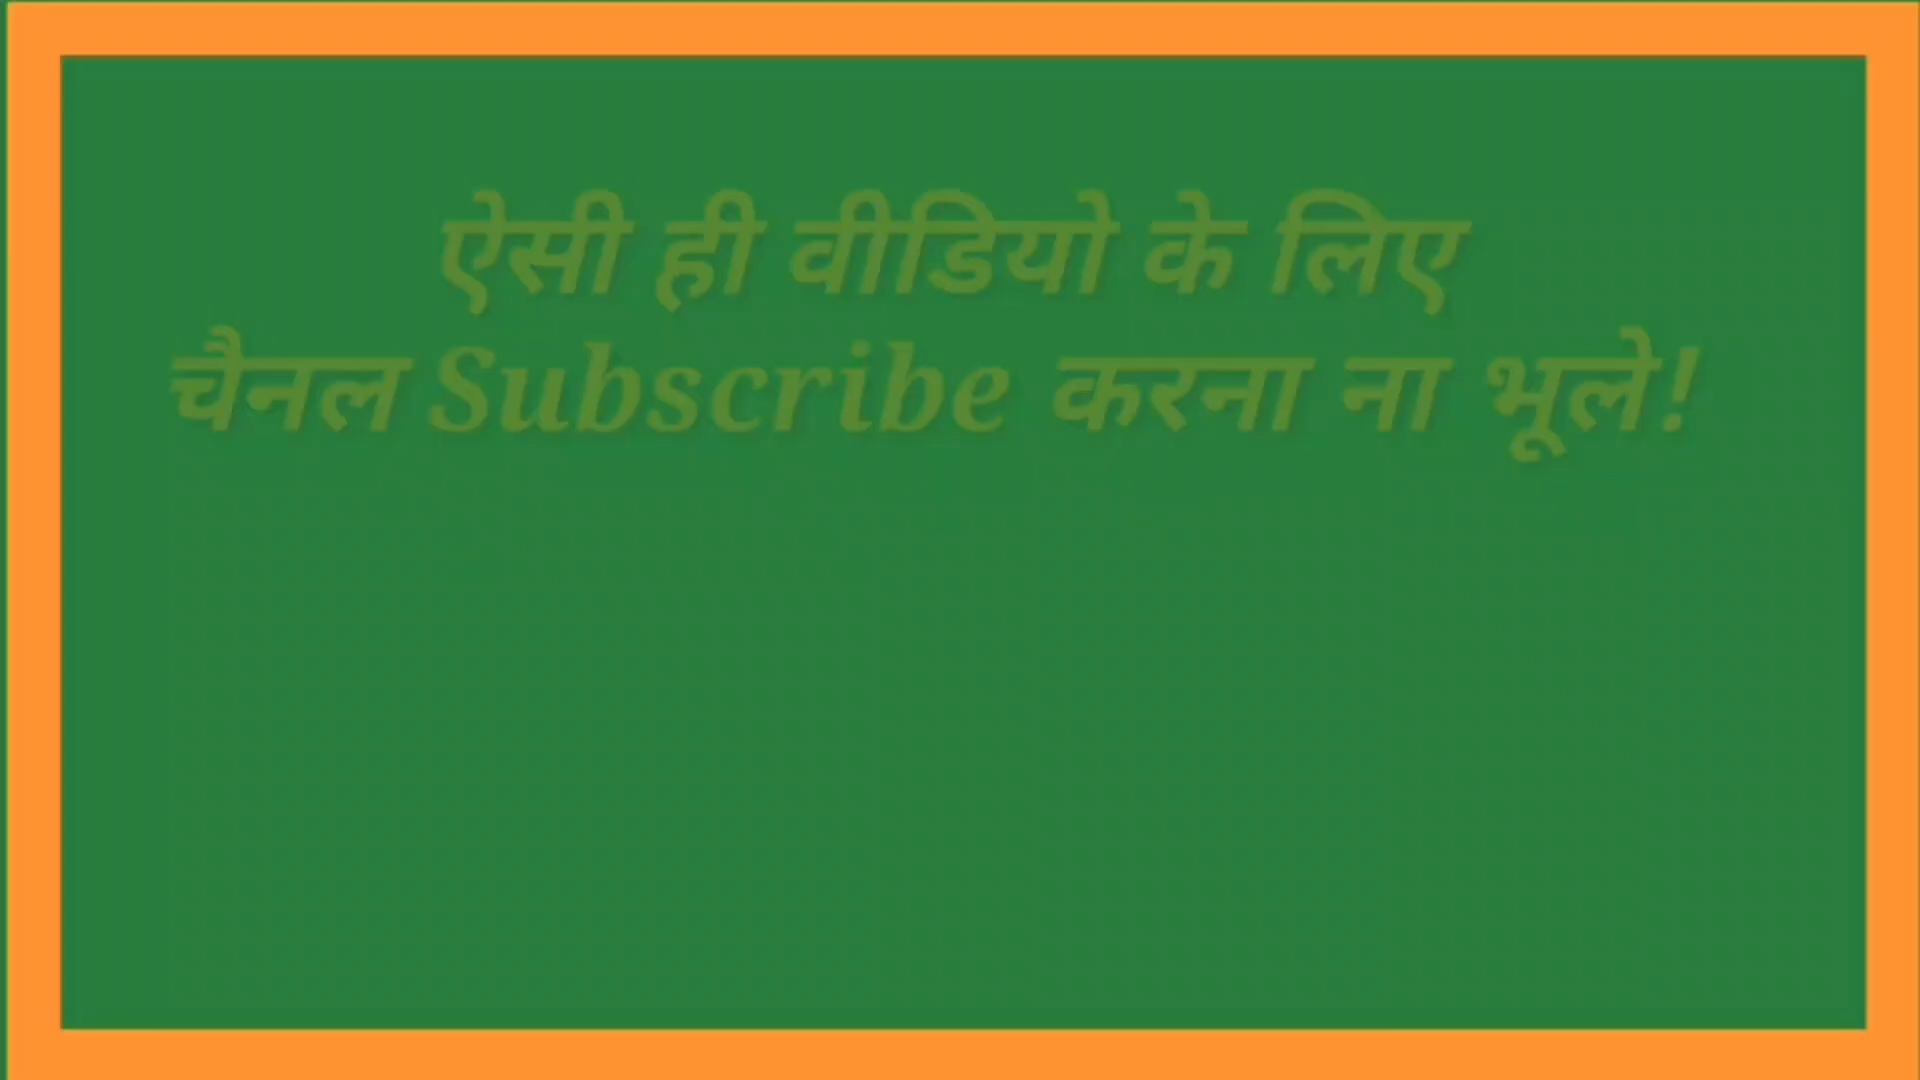 ऐसी ही वीडियो के लिए
चैनल Subscribe करना ना भूले!